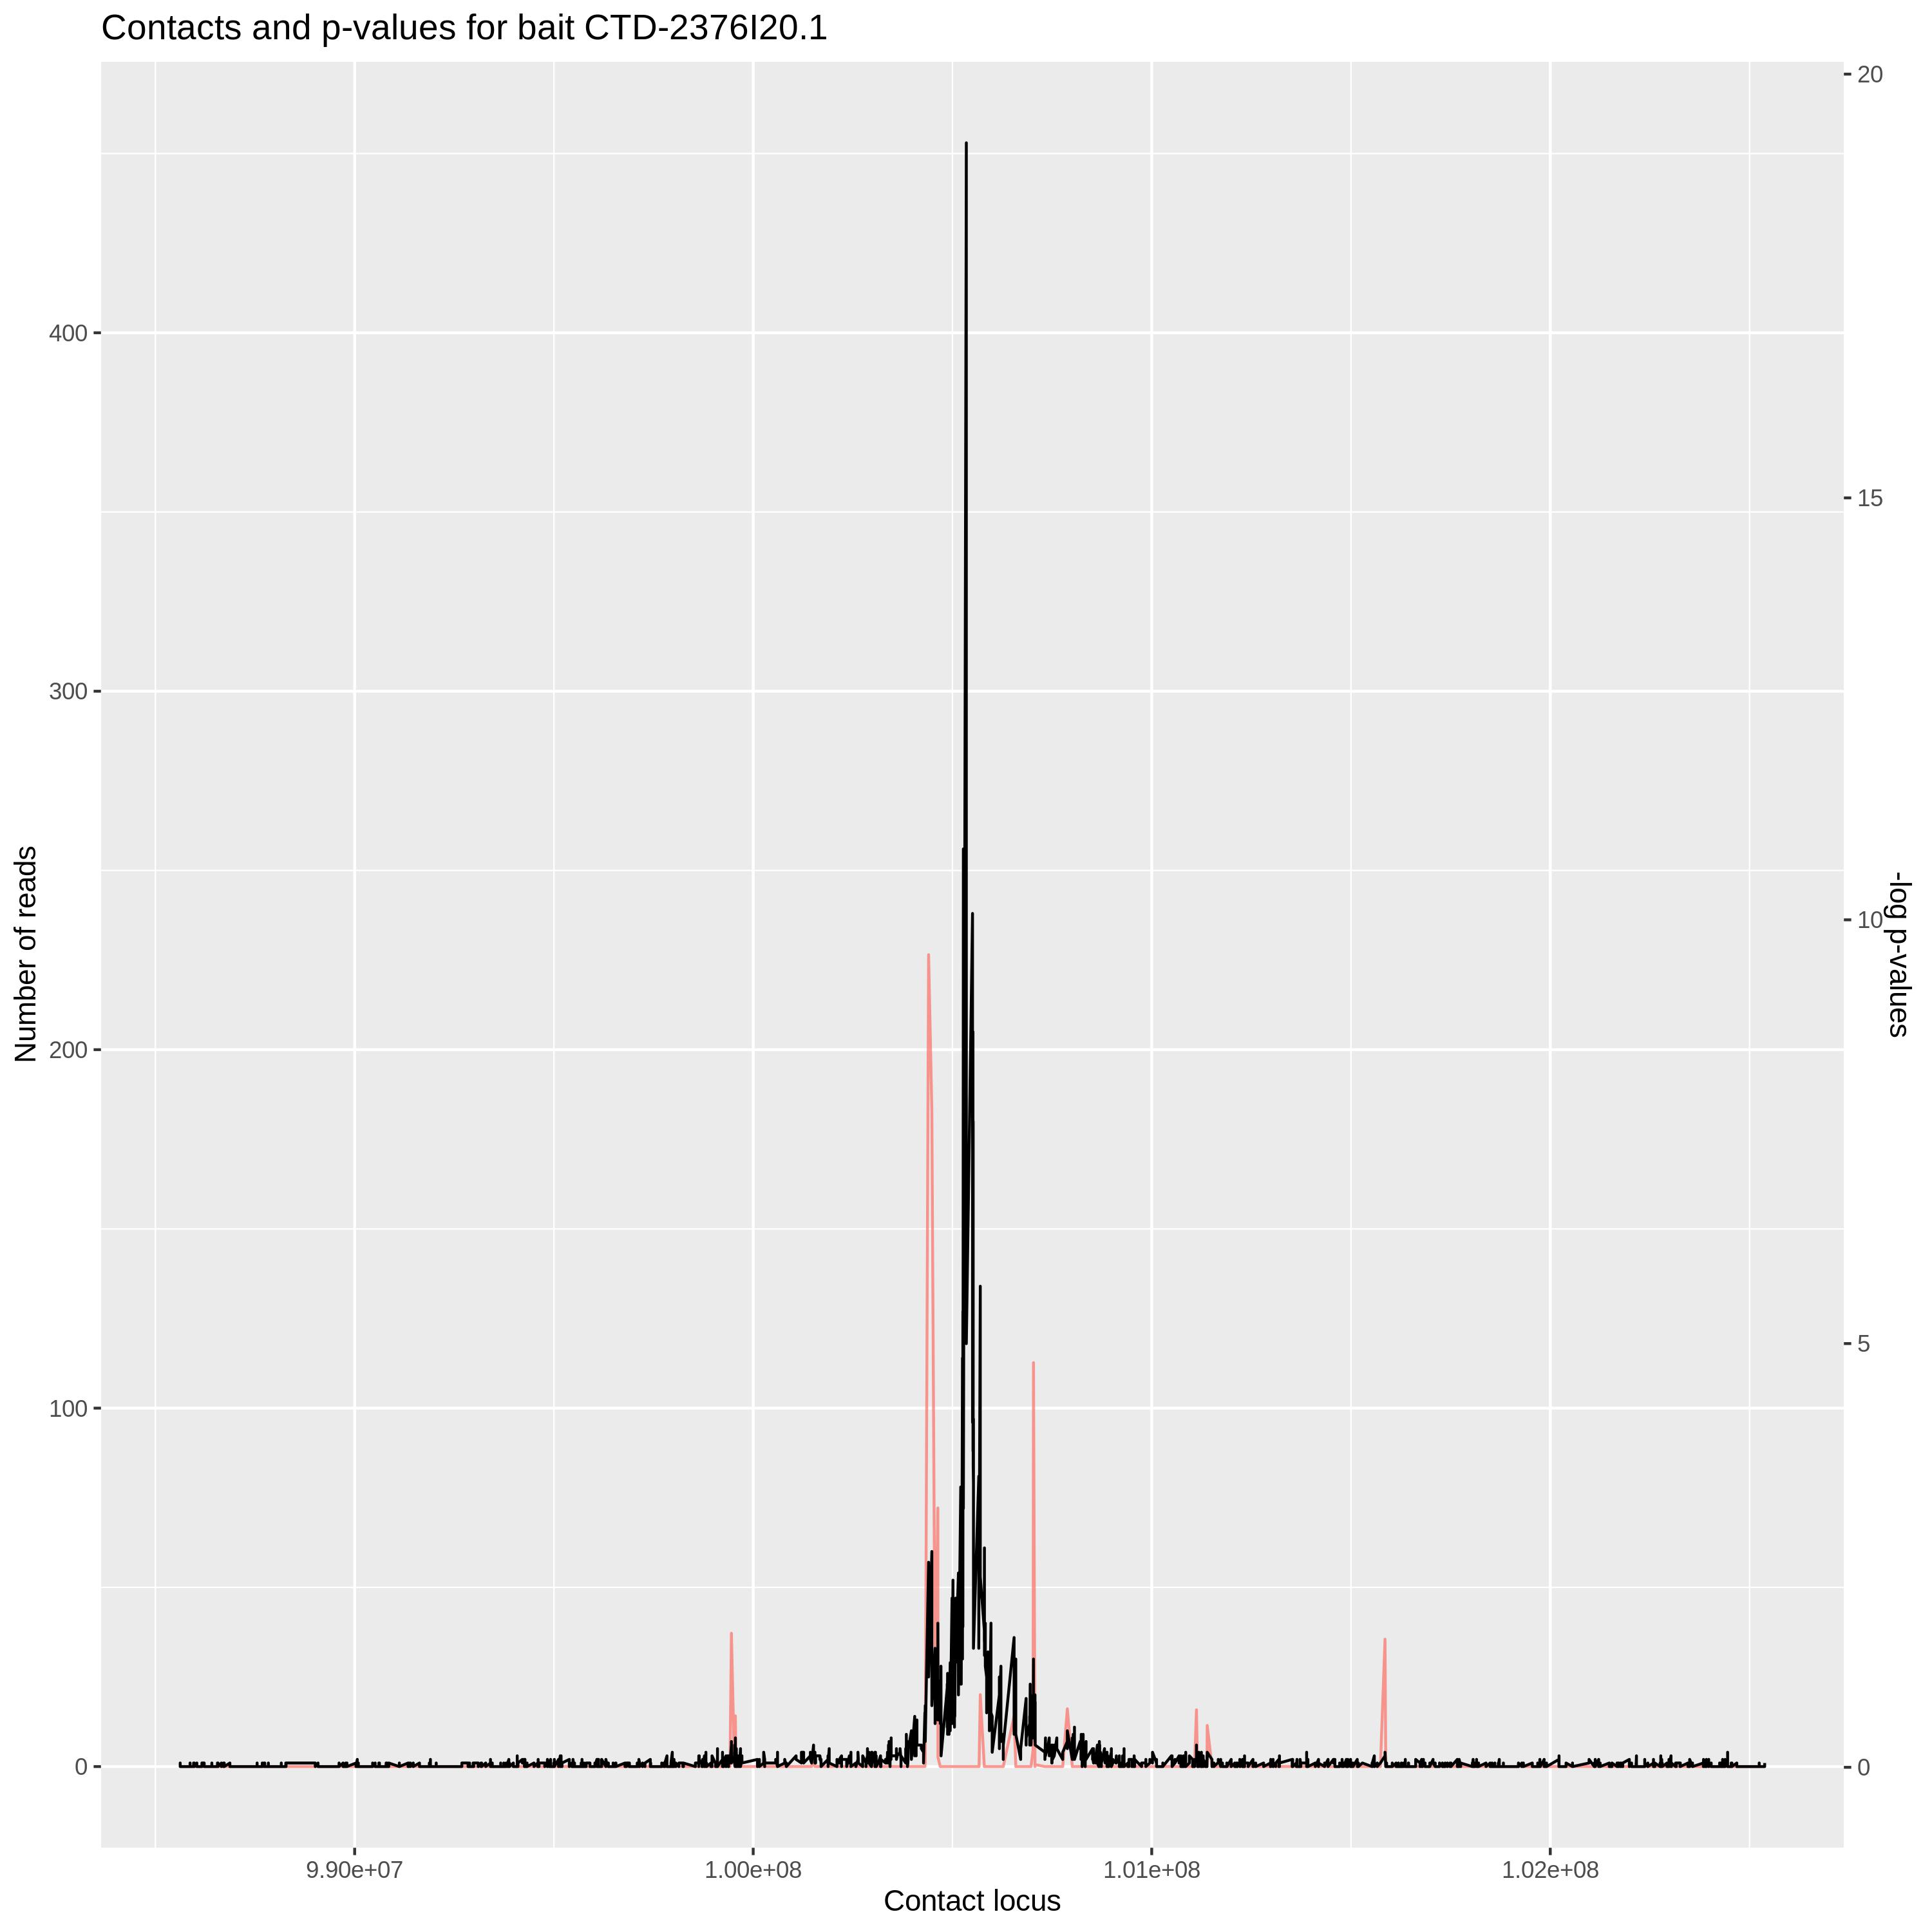 Contacts and p-values for bait CTD-2376I20.1
Number of reads
400
300
200
100
0
20
15
10
5
0
-log p-values
9.90e+07
1.00e+08
1.01e+08
1.02e+08
Contact locus